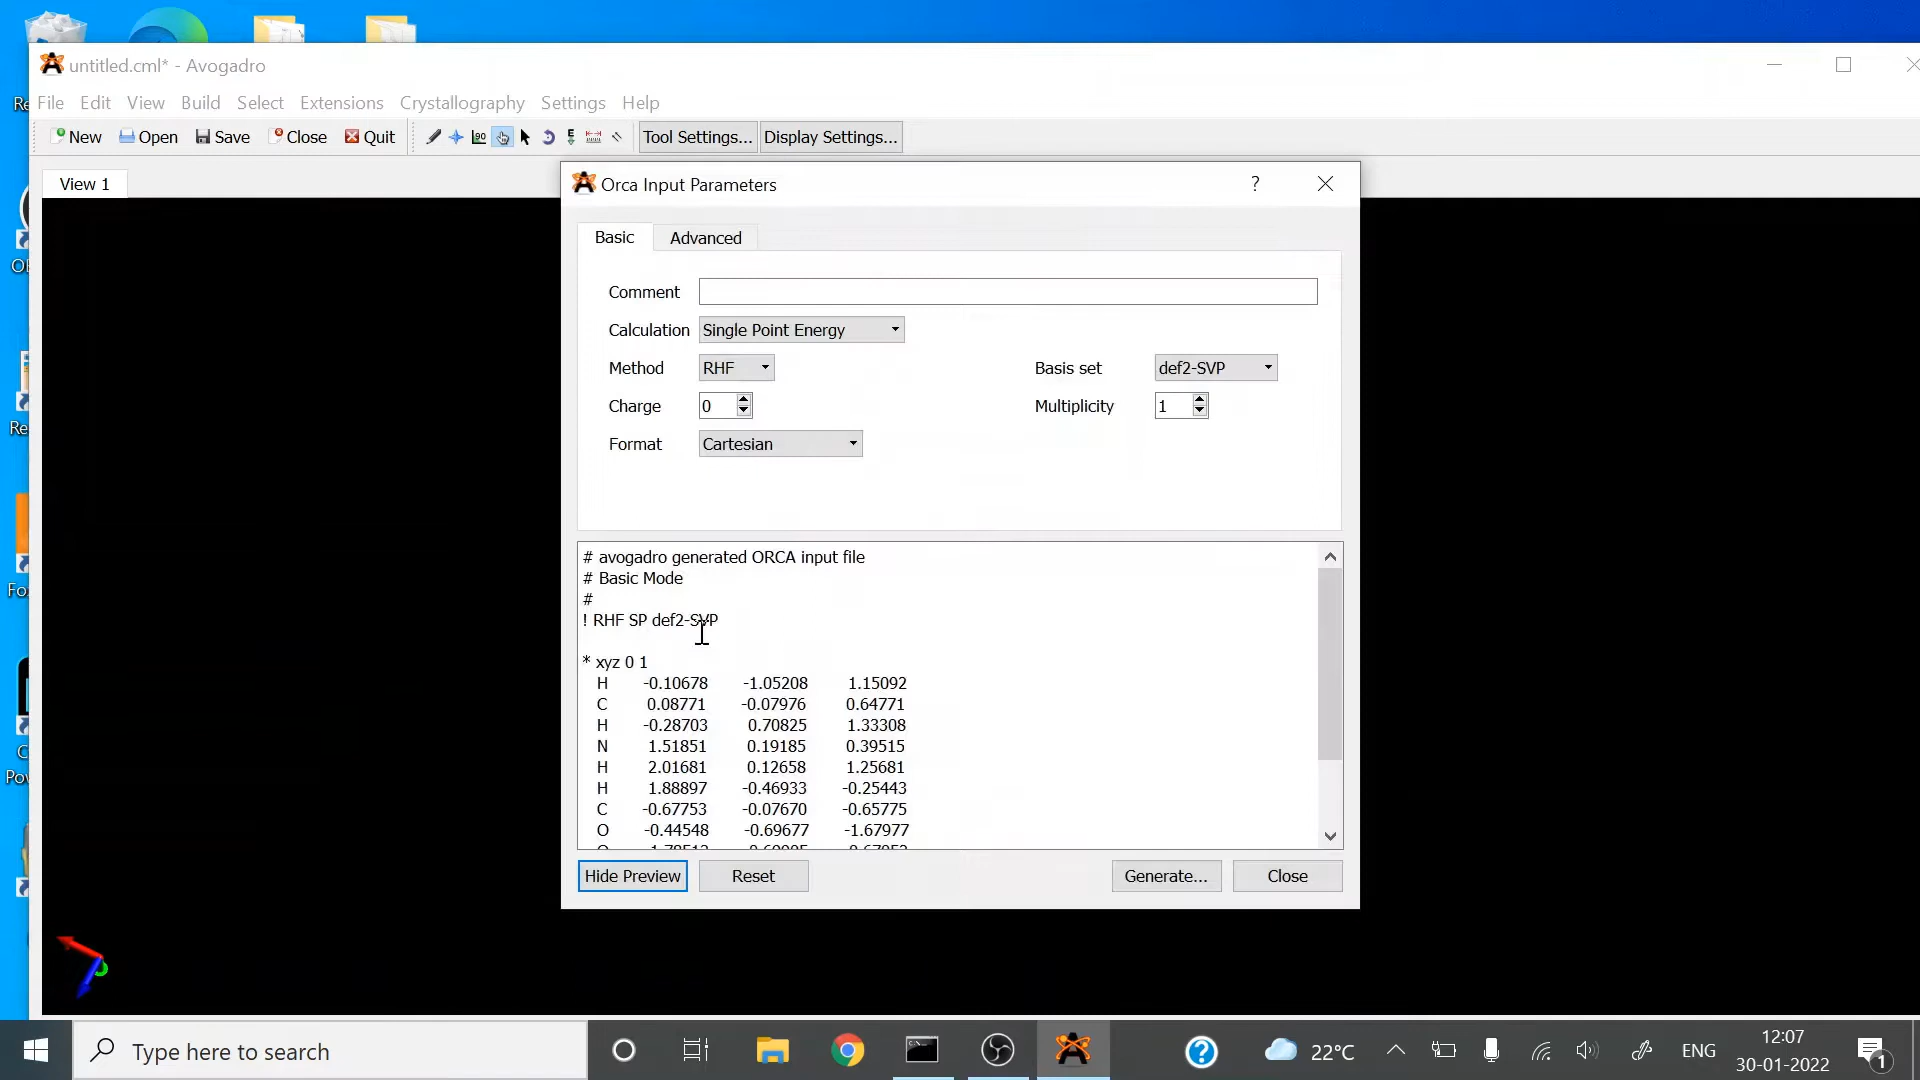 untitled.cml* - Avogadro
File Edit View Build Select Extensions Crystallography Settings Help
New Open Save Close Quit Tool Settings... Display Settings...
View 1
Orca Input Parameters
?
Basic Advanced
Comment
Calculation Single Point Energy
Method RHF Basis set def2-SVP
Charge 0 Multiplicity 1
Format Cartesian
# avogadro generated ORCA input file
# Basic Mode
#
! RHF SP def2-SVP
* xyz 0 1
H -0.10678 -1.05208 1.15092
C 0.08771 -0.07976 0.64771
H -0.28703 0.70825 1.33308
N 1.51851 0.19185 0.39515
H 2.01681 0.12658 1.25681
H 1.88897 -0.46933 -0.25443
C -0.67753 -0.07670 -0.65775
O -0.44548 -0.69677 -1.67977
Hide Preview Reset Generate... Close
Type here to search
22°C
ENG
12:07
30-01-2022
1